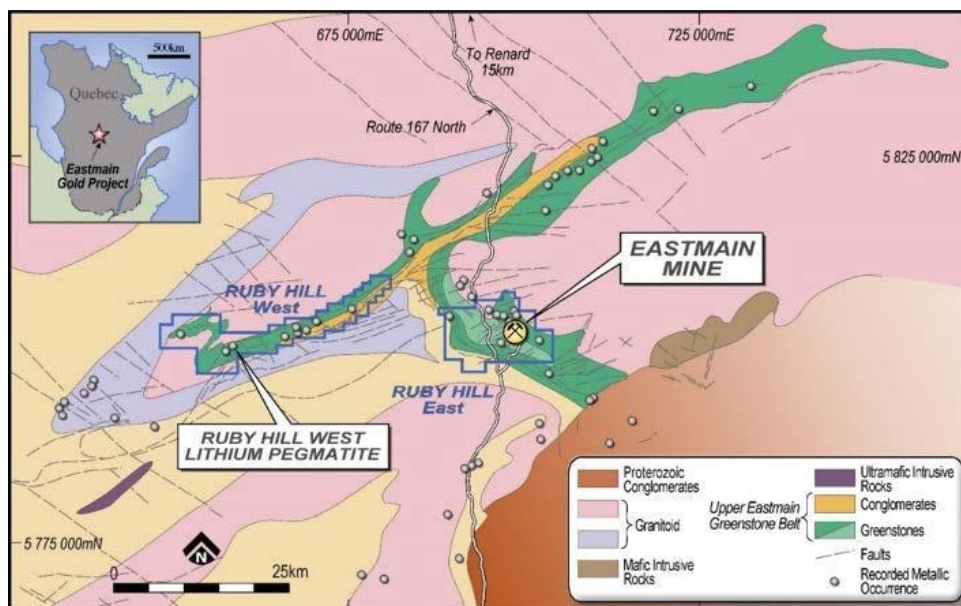 500km
Quebec
Eastmain
Gold Project
675 000mE
To Renard
15km
725 000mE
Route 167 North
5 825 000mN
EASTMAIN
MINE
RUBY HILL
West
RUBY HILL
East
RUBY HILL WEST
LITHIUM PEGMATITE
5 775 000mN
N
0
25km
Proterozoic
Conglomerates
Granitoid
Mafic Intrusive
Rocks
Ultramafic Intrusive
Rocks
Upper Eastmain
Greenstone Belt
Conglomerates
Greenstones
Faults
Recorded Metallic
Occurrence